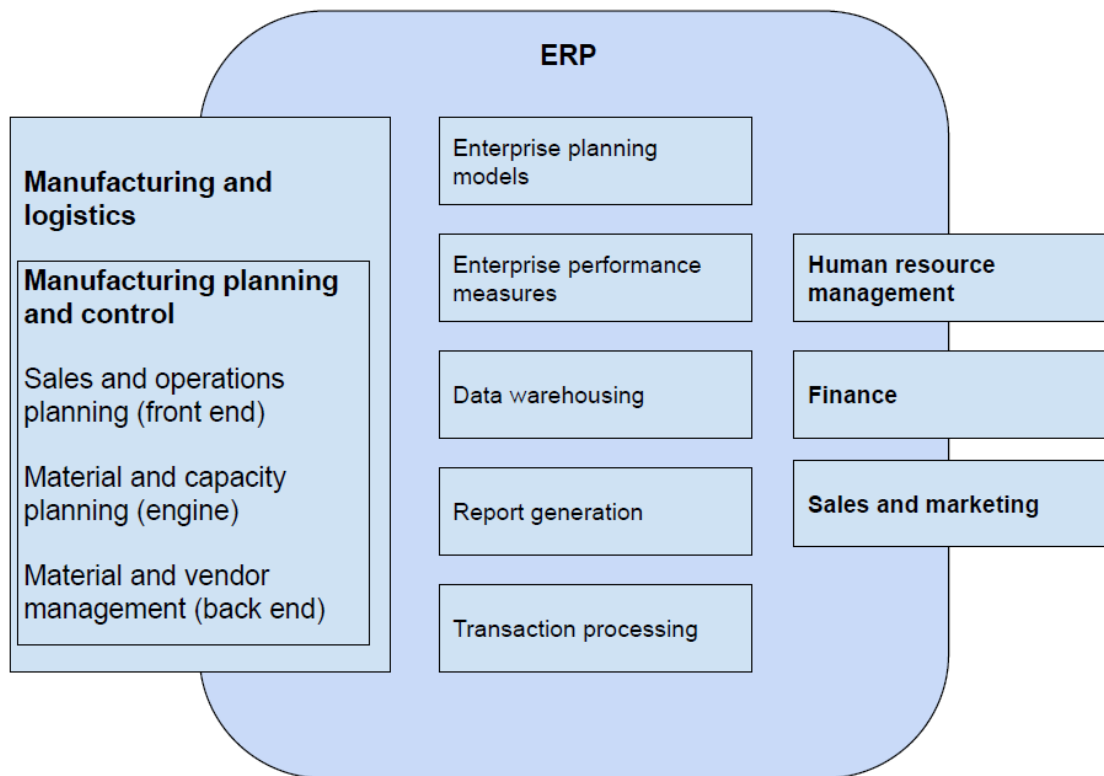 ERP
Manufacturing and
logistics
Manufacturing planning
and control
Sales and operations
planning (front end)
Material and capacity
planning (engine)
Material and vendor
management (back end)
Enterprise planning
models
Enterprise performance
measures
Data warehousing
Report generation
Transaction processing
Human resource
management
Finance
Sales and marketing